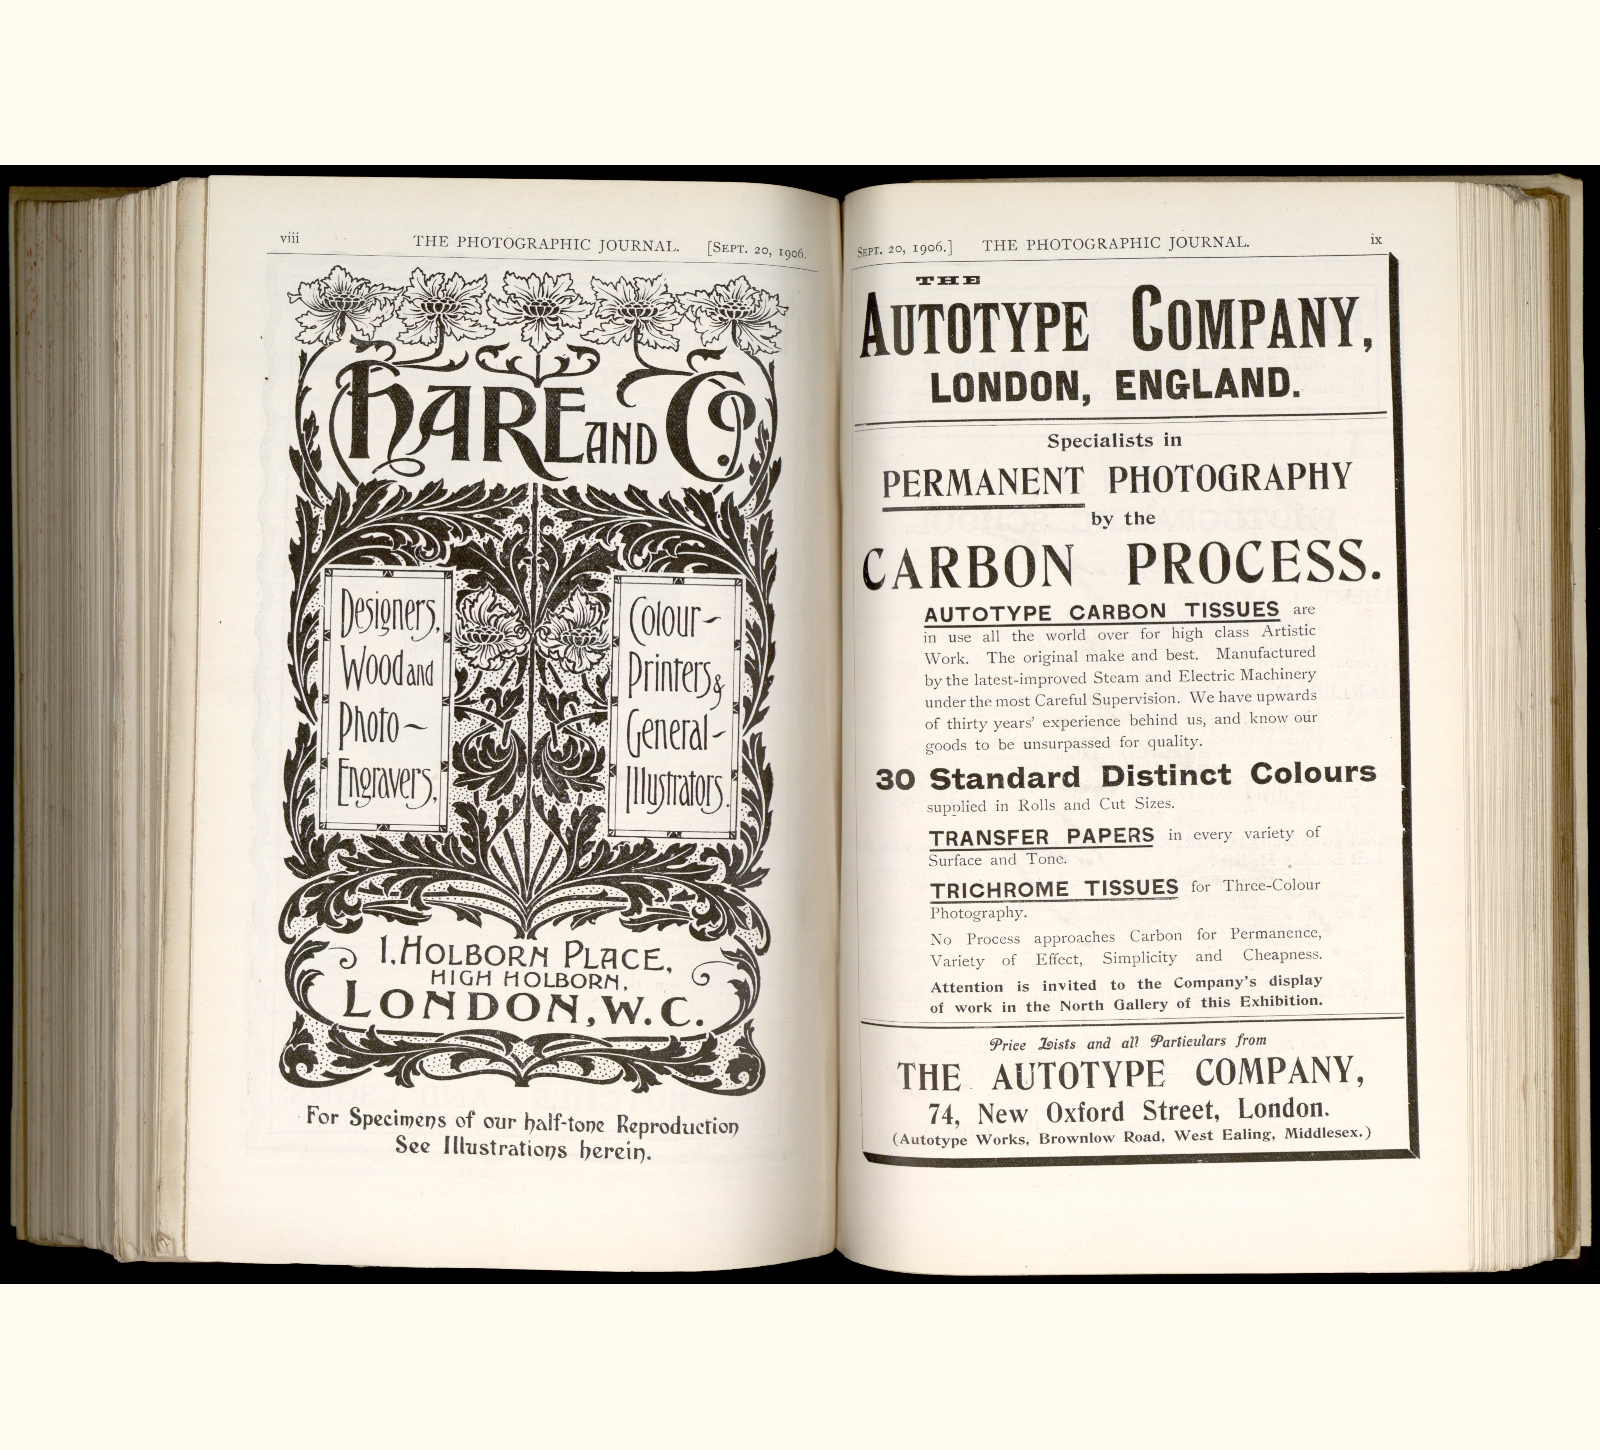 viii
THE PHOTOGRAPHIC JOURNAL. [SEPT. 20, 1906.
HARE AND Co.
Designers,
Wood and
Photo-
Engravers,
Colour-
Printers &
General-
Illustrators.
1, HOLBORN PLACE,
HIGH HOLBORN,
LONDON, W.C.
For Specimens of our half-tone Reproduction
See Illustrations herein.
SEPT. 20, 1906.] THE PHOTOGRAPHIC JOURNAL. ix
THE
AUTOTYPE COMPANY,
LONDON, ENGLAND.
Specialists in
PERMANENT PHOTOGRAPHY
by the
CARBON PROCESS.
AUTOTYPE CARBON TISSUES are
in use all the world over for high class Artistic
Work. The original make and best. Manufactured
by the latest-improved Steam and Electric Machinery
under the most Careful Supervision. We have upwards
of thirty years' experience behind us, and know our
goods to be unsurpassed for quality.
30 Standard Distinct Colours
supplied in Rolls and Cut Sizes.
TRANSFER PAPERS in every variety of
Surface and Tone.
TRICHROME TISSUES for Three-Colour
Photography.
No Process approaches Carbon for Permanence,
Variety of Effect, Simplicity and Cheapness.
Attention is invited to the Company's display
of work in the North Gallery of this Exhibition.
Price Lists and all Particulars from
THE AUTOTYPE COMPANY,
74, New Oxford Street, London.
(Autotype Works, Brownlow Road, West Ealing, Middlesex.)